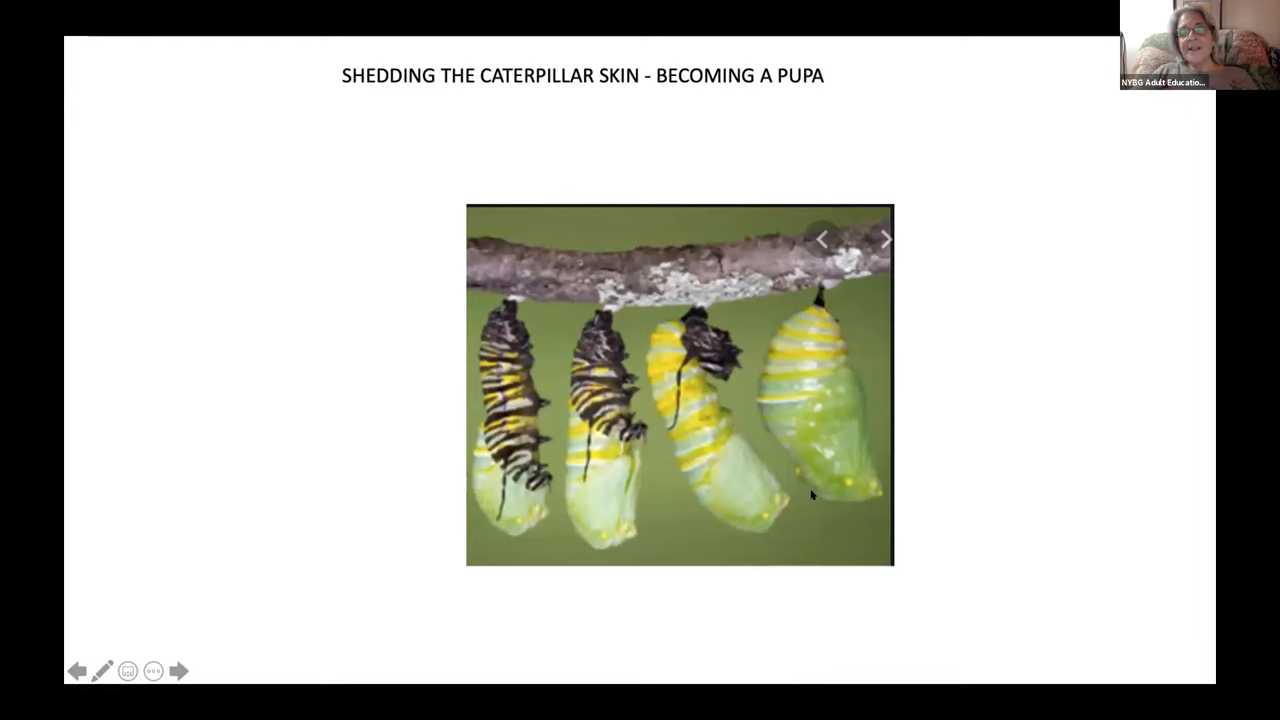 SHEDDING THE CATERPILLAR SKIN - BECOMING A PUPA
NYBG Adult Educatio...